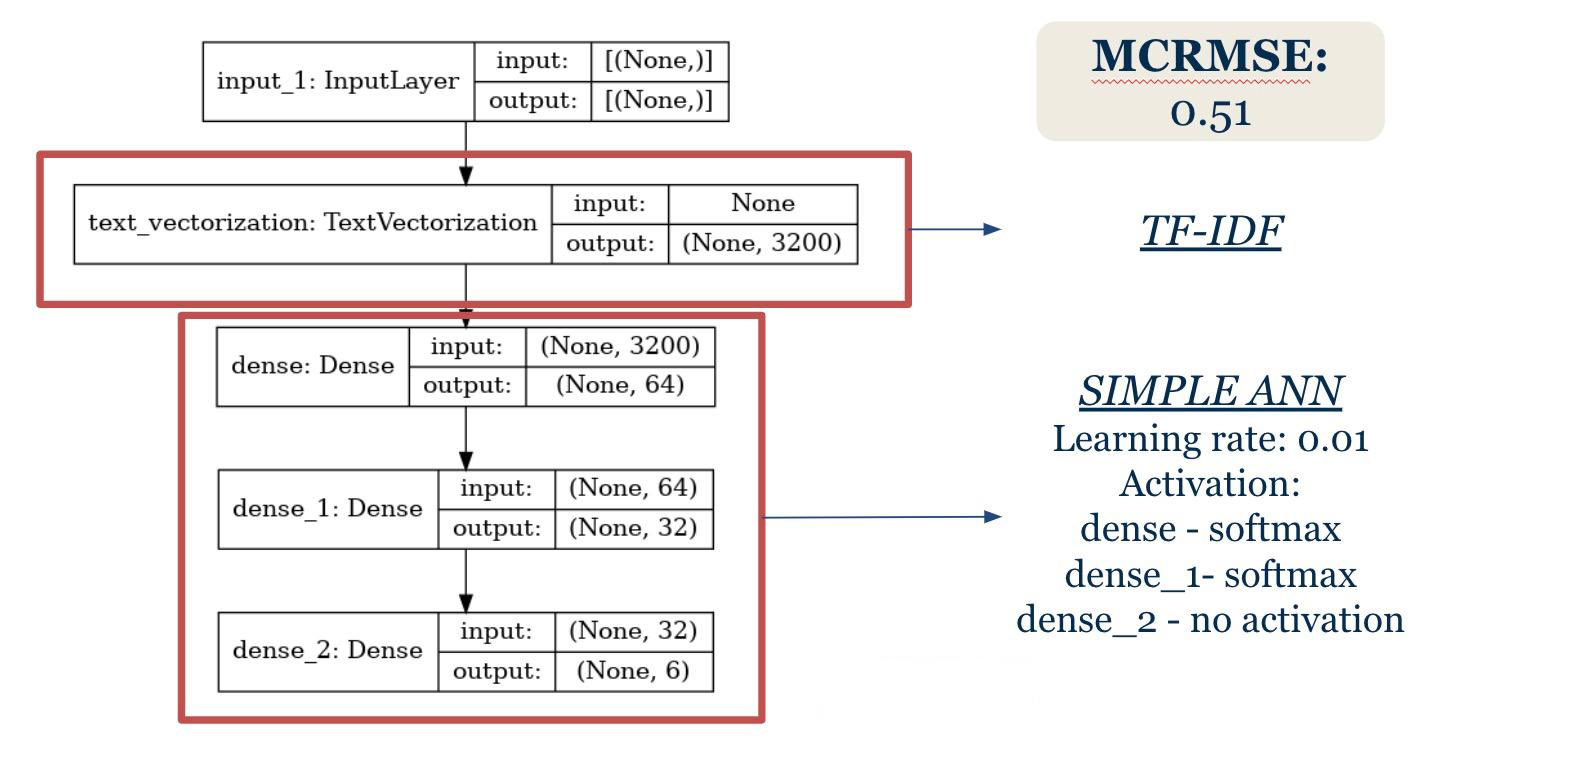 input_1: InputLayer
input: [(None,)]
output: [(None,)]
MCRMSE:
0.51
text_vectorization: TextVectorization
input: None
output: (None, 3200)
TF-IDF
dense: Dense
input: (None, 3200)
output: (None, 64)
dense_1: Dense
input: (None, 64)
output: (None, 32)
dense_2: Dense
input: (None, 32)
output: (None, 6)
SIMPLE ANN
Learning rate: 0.01
Activation:
dense - softmax
dense_1- softmax
dense_2 - no activation